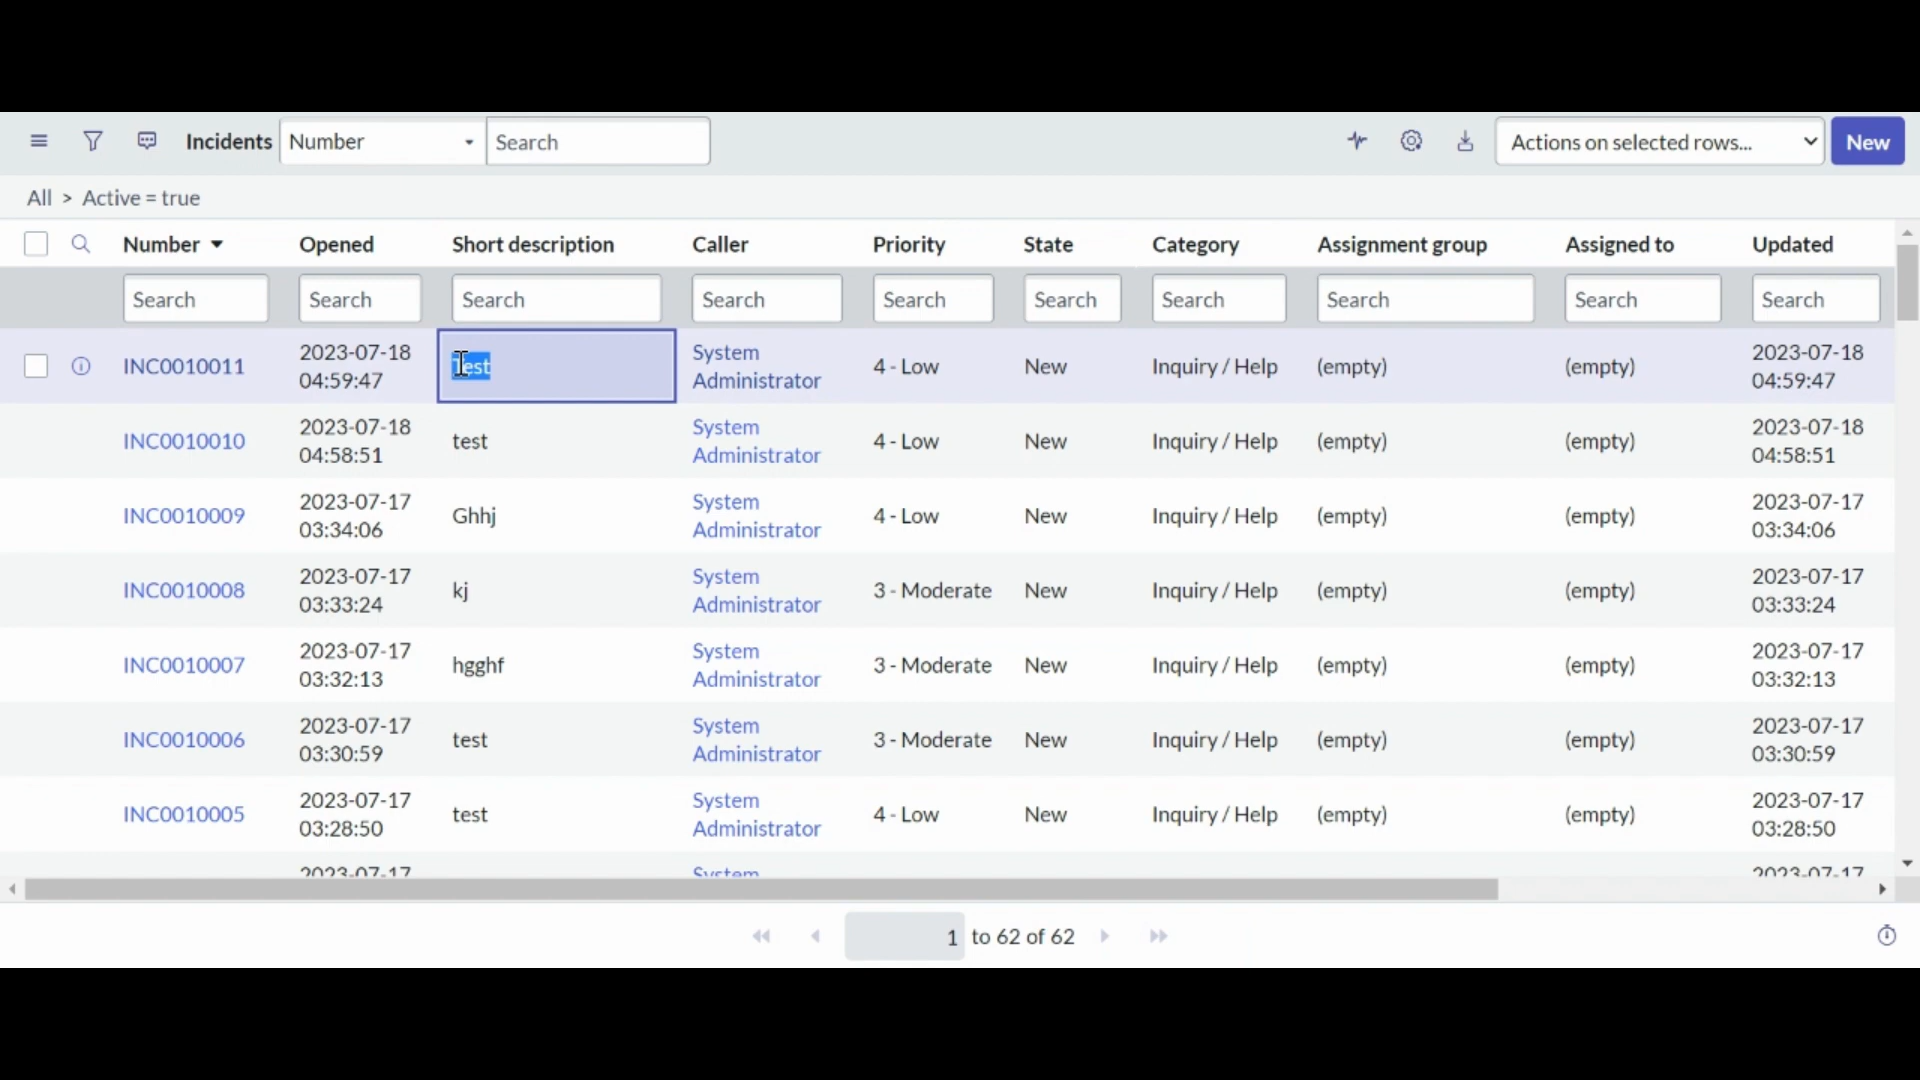 Incidents Number Search Actions on selected rows... New
All > Active = true
Number Opened Short description Caller Priority State Category Assignment group Assigned to Updated
Search Search Search Search Search Search Search Search Search Search
INC0010011 2023-07-18 04:59:47 Test System Administrator 4 - Low New Inquiry / Help (empty) (empty) 2023-07-18 04:59:47
INC0010010 2023-07-18 04:58:51 test System Administrator 4 - Low New Inquiry / Help (empty) (empty) 2023-07-18 04:58:51
INC0010009 2023-07-17 03:34:06 Ghhj System Administrator 4 - Low New Inquiry / Help (empty) (empty) 2023-07-17 03:34:06
INC0010008 2023-07-17 03:33:24 kj System Administrator 3 - Moderate New Inquiry / Help (empty) (empty) 2023-07-17 03:33:24
INC0010007 2023-07-17 03:32:13 hgghf System Administrator 3 - Moderate New Inquiry / Help (empty) (empty) 2023-07-17 03:32:13
INC0010006 2023-07-17 03:30:59 test System Administrator 3 - Moderate New Inquiry / Help (empty) (empty) 2023-07-17 03:30:59
INC0010005 2023-07-17 03:28:50 test System Administrator 4 - Low New Inquiry / Help (empty) (empty) 2023-07-17 03:28:50
2023-07-17 System 2023-07-17
1 to 62 of 62